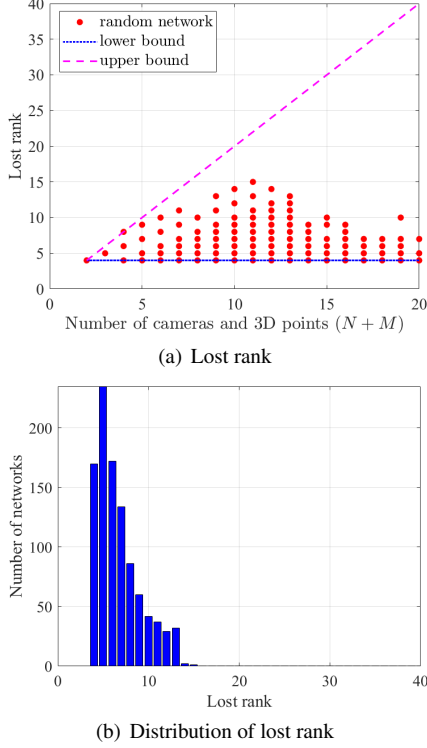 40
35
30
25
20
15
10
5
0
Lost rank
random network
lower bound
upper bound
0 5 10 15 20
Number of cameras and 3D points (N + M)
(a) Lost rank
200
150
100
50
0
Number of networks
0 10 20 30 40
Lost rank
(b) Distribution of lost rank